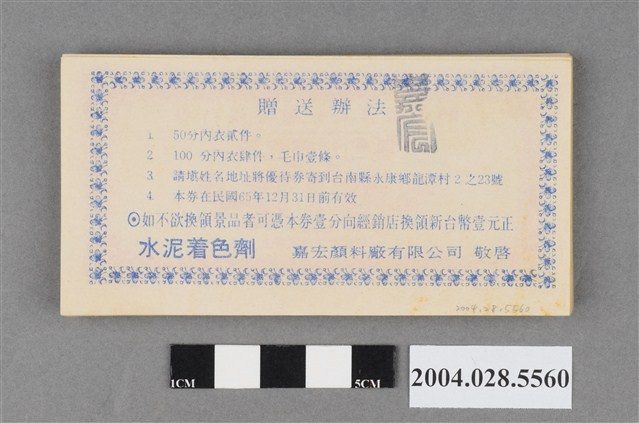 贈送辦法
1. 50分內衣貳件。
2 100分內衣肆件，毛巾壹條。
3. 請填姓名地址將優待券寄到台南縣永康鄉龍潭村2之23號
4. 本券在民國65年12月31日前有效
⊙如不欲換領景品者可憑本券壹分向經銷店換領新台幣壹元正
水泥着色劑 嘉宏顏料廠有限公司 敬啓
2004.28.5560
1CM 5CM
2004.028.5560